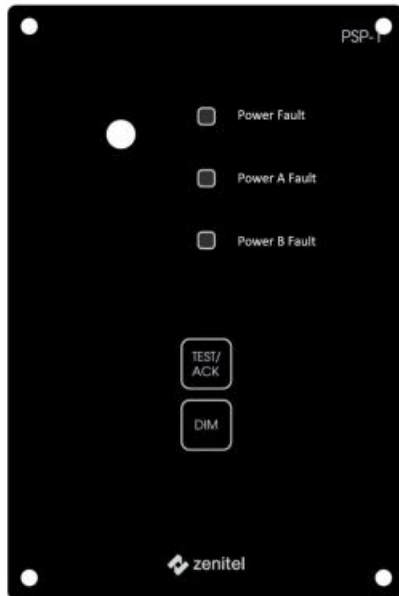 PSP-1
Power Fault
Power A Fault
Power B Fault
TEST/
ACK
DIM
zenitel